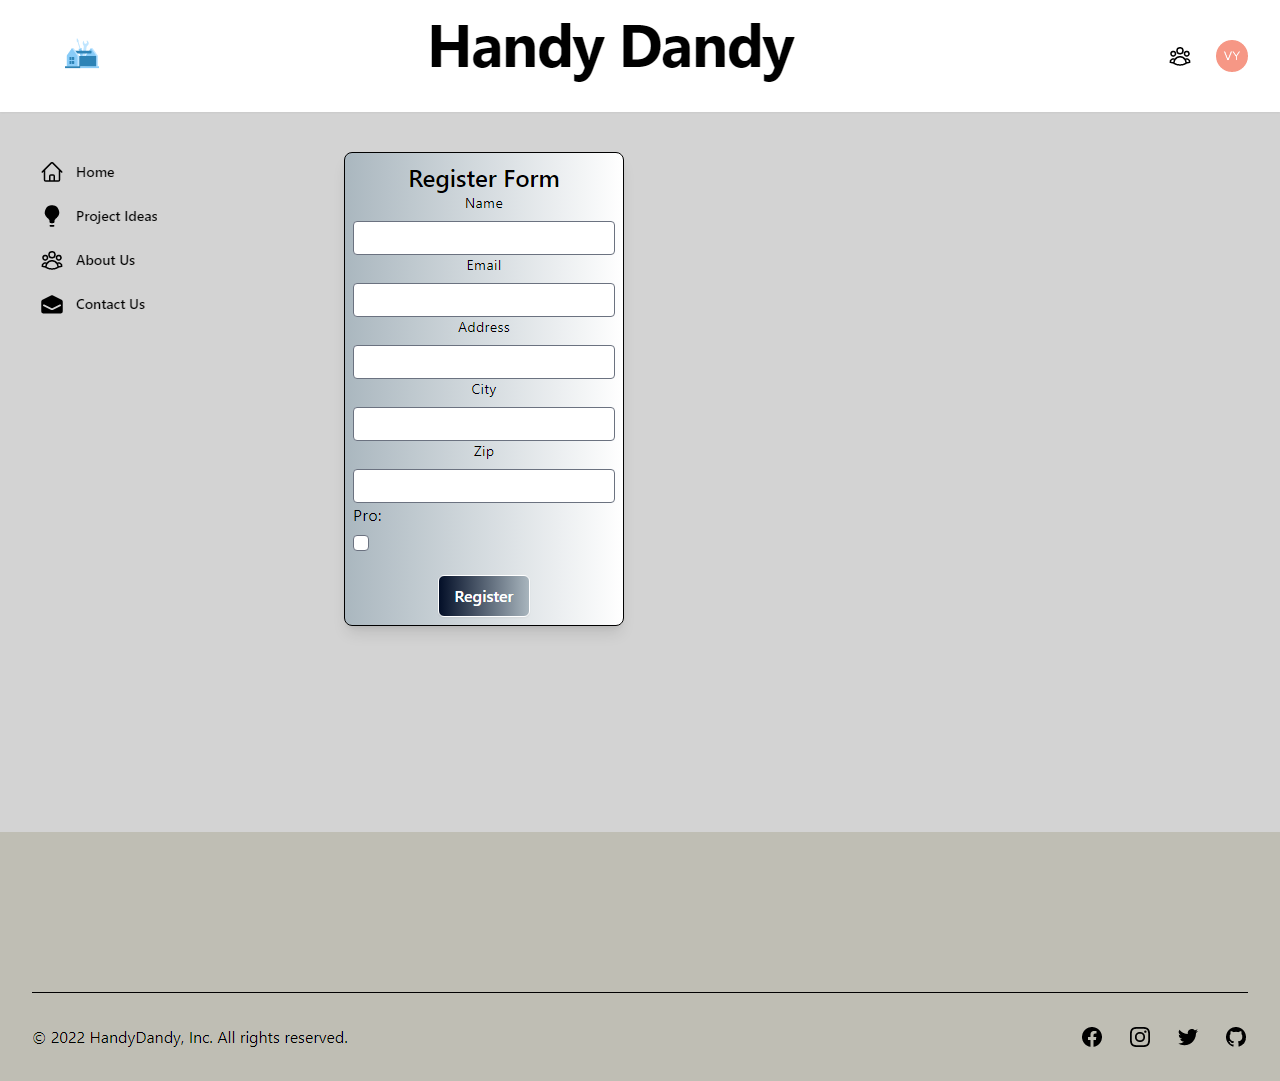 Handy Dandy
VY
Home
Project Ideas
About Us
Contact Us
Register Form
Name
Email
Address
City
Zip
Pro:
Register
© 2022 HandyDandy, Inc. All rights reserved.